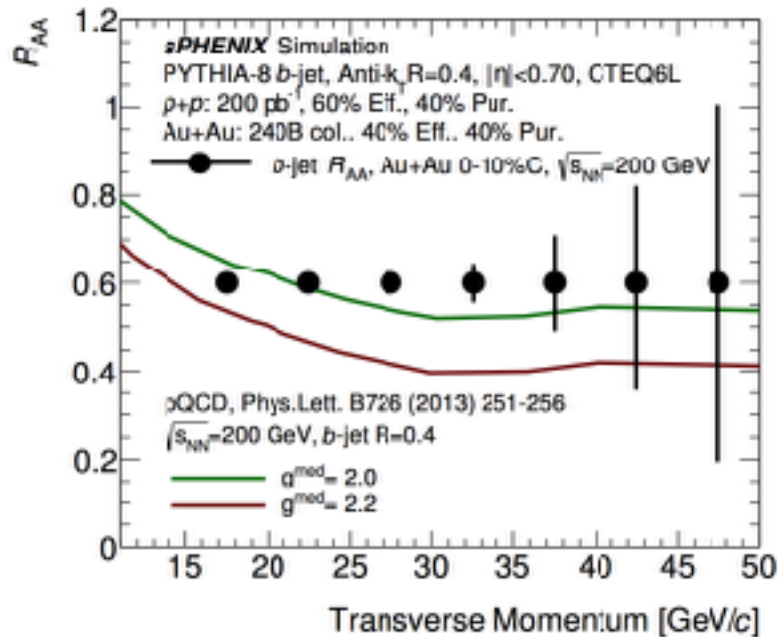 R_AA
1.2
1
0.8
0.6
0.4
0.2
0
sPHENIX Simulation
PYTHIA-8 b-jet, Anti-k_T R=0.4, |η|<0.70, CTEQ6L
p+p: 200 pb⁻¹, 60% Eff., 40% Pur.
Au+Au: 240B col., 40% Eff., 40% Pur.
b-jet R_AA, Au+Au 0-10%C, √s_NN=200 GeV
pQCD, Phys.Lett. B726 (2013) 251-256
√s_NN=200 GeV, b-jet R=0.4
g^med= 2.0
g^med= 2.2
15 20 25 30 35 40 45 50
Transverse Momentum [GeV/c]